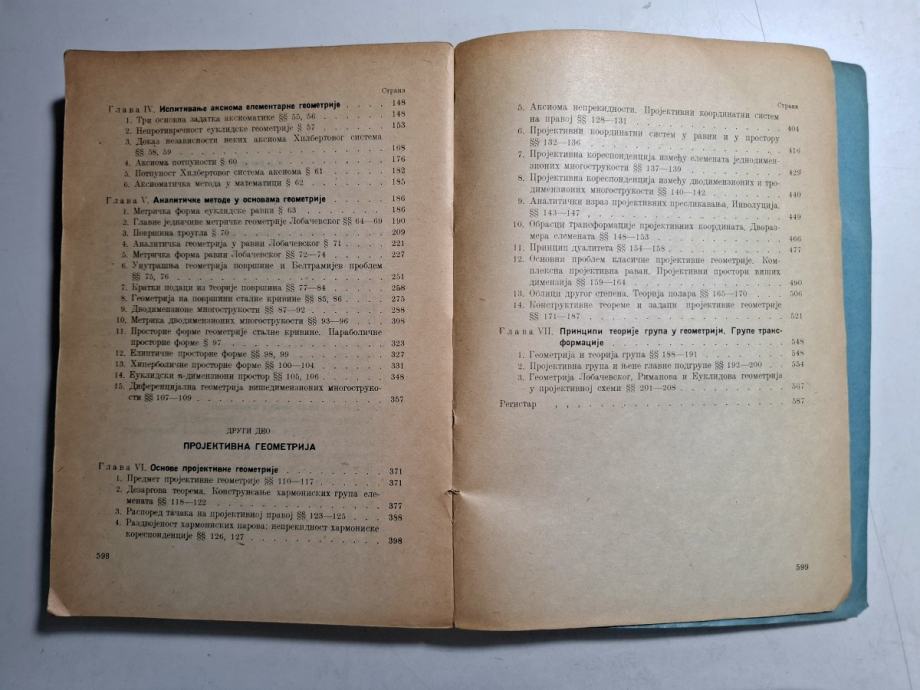 Страна
Глава IV. Испитивање аксиома елементарне геометрије . . . . 148
1. Три основна задатка аксиоматике §§ 55, 56 . . . . . . . . 148
2. Непротивречност еуклидске геометрије § 57 . . . . . . . . 153
3. Доказ независности неких аксиома Хилбертовог система
§§ 58, 59 . . . . . . . . 168
4. Аксиома потпуности § 60 . . . . . . . . 176
5. Потпуност Хилбертовог система аксиома § 61 . . . . . . . . 182
6. Аксиоматичка метода у математици § 62 . . . . . . . . 185
Глава V. Аналитичке методе у основама геометрије . . . . . . 186
1. Метричка форма еуклидске равни § 63 . . . . . . . . 186
2. Главне једначине метричке геометрије Лобачевског §§ 64—69 190
3. Површина троугла § 70 . . . . . . . . 209
4. Аналитичка геометрија у равни Лобачевског § 71 . . . . . 221
5. Метричка форма равни Лобачевског §§ 72—74 . . . . . . 227
6. Унутрашња геометрија површине и Белтрамијев проблем
§§ 75, 76 . . . . . . . . 251
7. Кратки подаци из теорије површина §§ 77—84 . . . . . . 258
8. Геометрија на површини сталне кривине §§ 85, 86 . . . . . 275
9. Дводимензионе многострукости §§ 87—92 . . . . . . . . 288
10. Метрика дводимензионих многострукости §§ 93—96 . . . . 308
11. Просторне форме геометрије сталне кривине. Параболичне
просторне форме § 97 . . . . . . . . 323
12. Елиптичне просторне форме §§ 98, 99 . . . . . . . . 327
13. Хиперболичне просторне форме §§ 100—104 . . . . . . . 331
14. Еуклидски n-димензиони простор §§ 105, 106 . . . . . . . 348
15. Диференцијална геометрија вишедимензионих многостру­ко-
сти §§ 107—109 . . . . . . . . 357
ДРУГИ ДЕО
ПРОЈЕКТИВНА ГЕОМЕТРИЈА
Глава VI. Основе пројективне геометрије . . . . . . . . 371
1. Предмет пројективне геометрије §§ 110—117 . . . . . . . 371
2. Дезаргова теорема. Конструисање хармониских група еле-
мената §§ 118—122 . . . . . . . . 377
3. Распоред тачака на пројективној правој §§ 123—125 . . . . 388
4. Раздвојеност хармониских парова; непрекидност хармониске
кореспонденције §§ 126, 127 . . . . . . . . 398
598
Страна
5. Аксиома непрекидности. Пројективни координатни систем
на правој §§ 128—131 . . . . . . . . 404
6. Пројективни координатни систем у равни и у простору
§§ 132—136 . . . . . . . . 416
7. Пројективна кореспонденција између елемената једнодимен-
зионих многострукости §§ 137—139 . . . . . . . . 429
8. Пројективна кореспонденција између дводимензионих и тро-
димензионих многострукости §§ 140—142 . . . . . . . . 440
9. Аналитички израз пројективних пресликавања, Инволуција,
§§ 143—147 . . . . . . . . 449
10. Обрасци трансформације пројективних координата, Двораз-
мера елемената §§ 148—153 . . . . . . . . 466
11. Принцип дуалитета §§ 154—158 . . . . . . . . 477
12. Основни проблем класичне пројективне геометрије. Ком-
плексна пројективна раван. Пројективни простори виших
димензија §§ 159—164 . . . . . . . . 490
13. Облици другог степена. Теорија полара §§ 165—170 . . . . 506
14. Конструктивне теореме и задаци пројективне геометрије
§§ 171—187 . . . . . . . . 521
Глава VII. Принципи теорије група у геометрији. Групе транс-
формације . . . . . . . . 548
1. Геометрија и теорија група §§ 188—191 . . . . . . . . 548
2. Пројективна група и њене главне подгрупе §§ 192—200 . . . 554
3. Геометрија Лобачевског, Риманова и Еуклидова геометрија
у пројективној схеми §§ 201—208 . . . . . . . . 567
Регистар . . . . . . . . 587
599